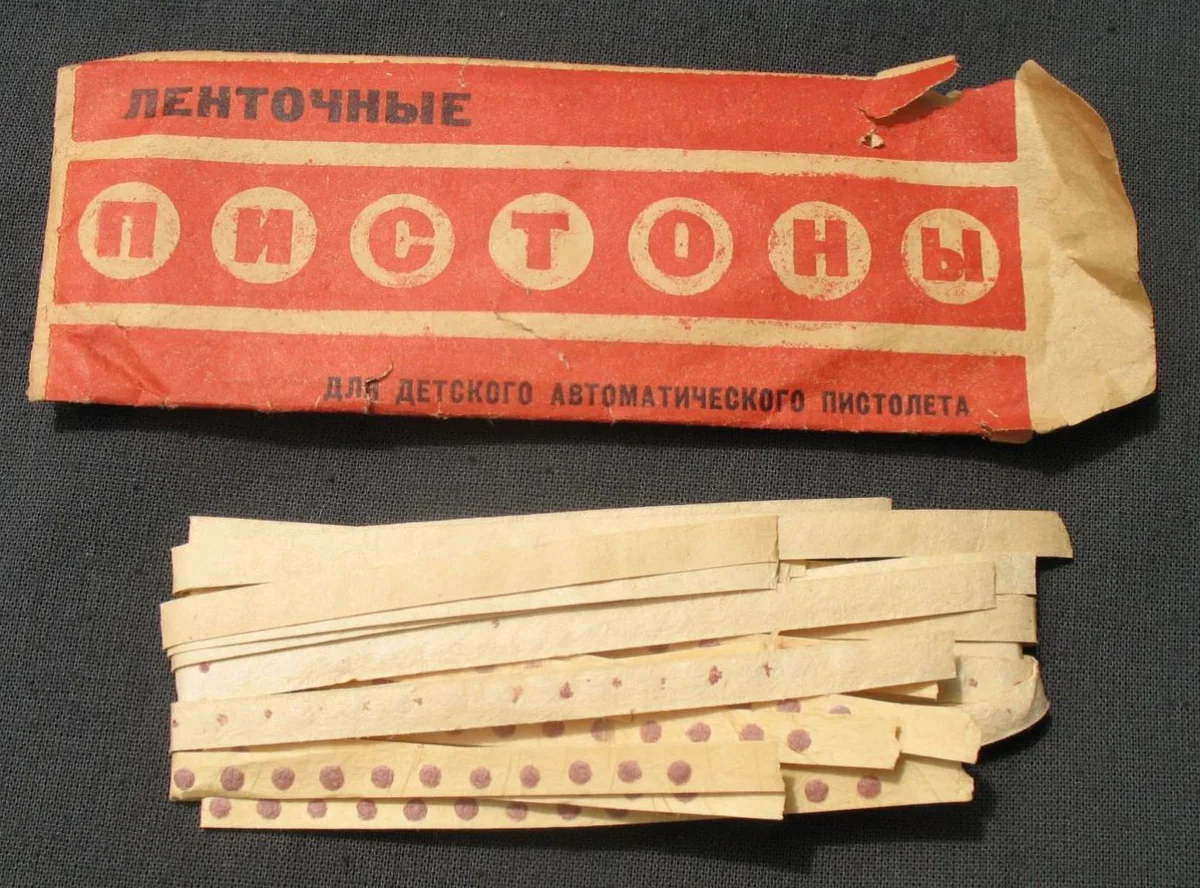 ЛЕНТОЧНЫЕ
ПИСТОНЫ
ДЛЯ ДЕТСКОГО АВТОМАТИЧЕСКОГО ПИСТОЛЕТА